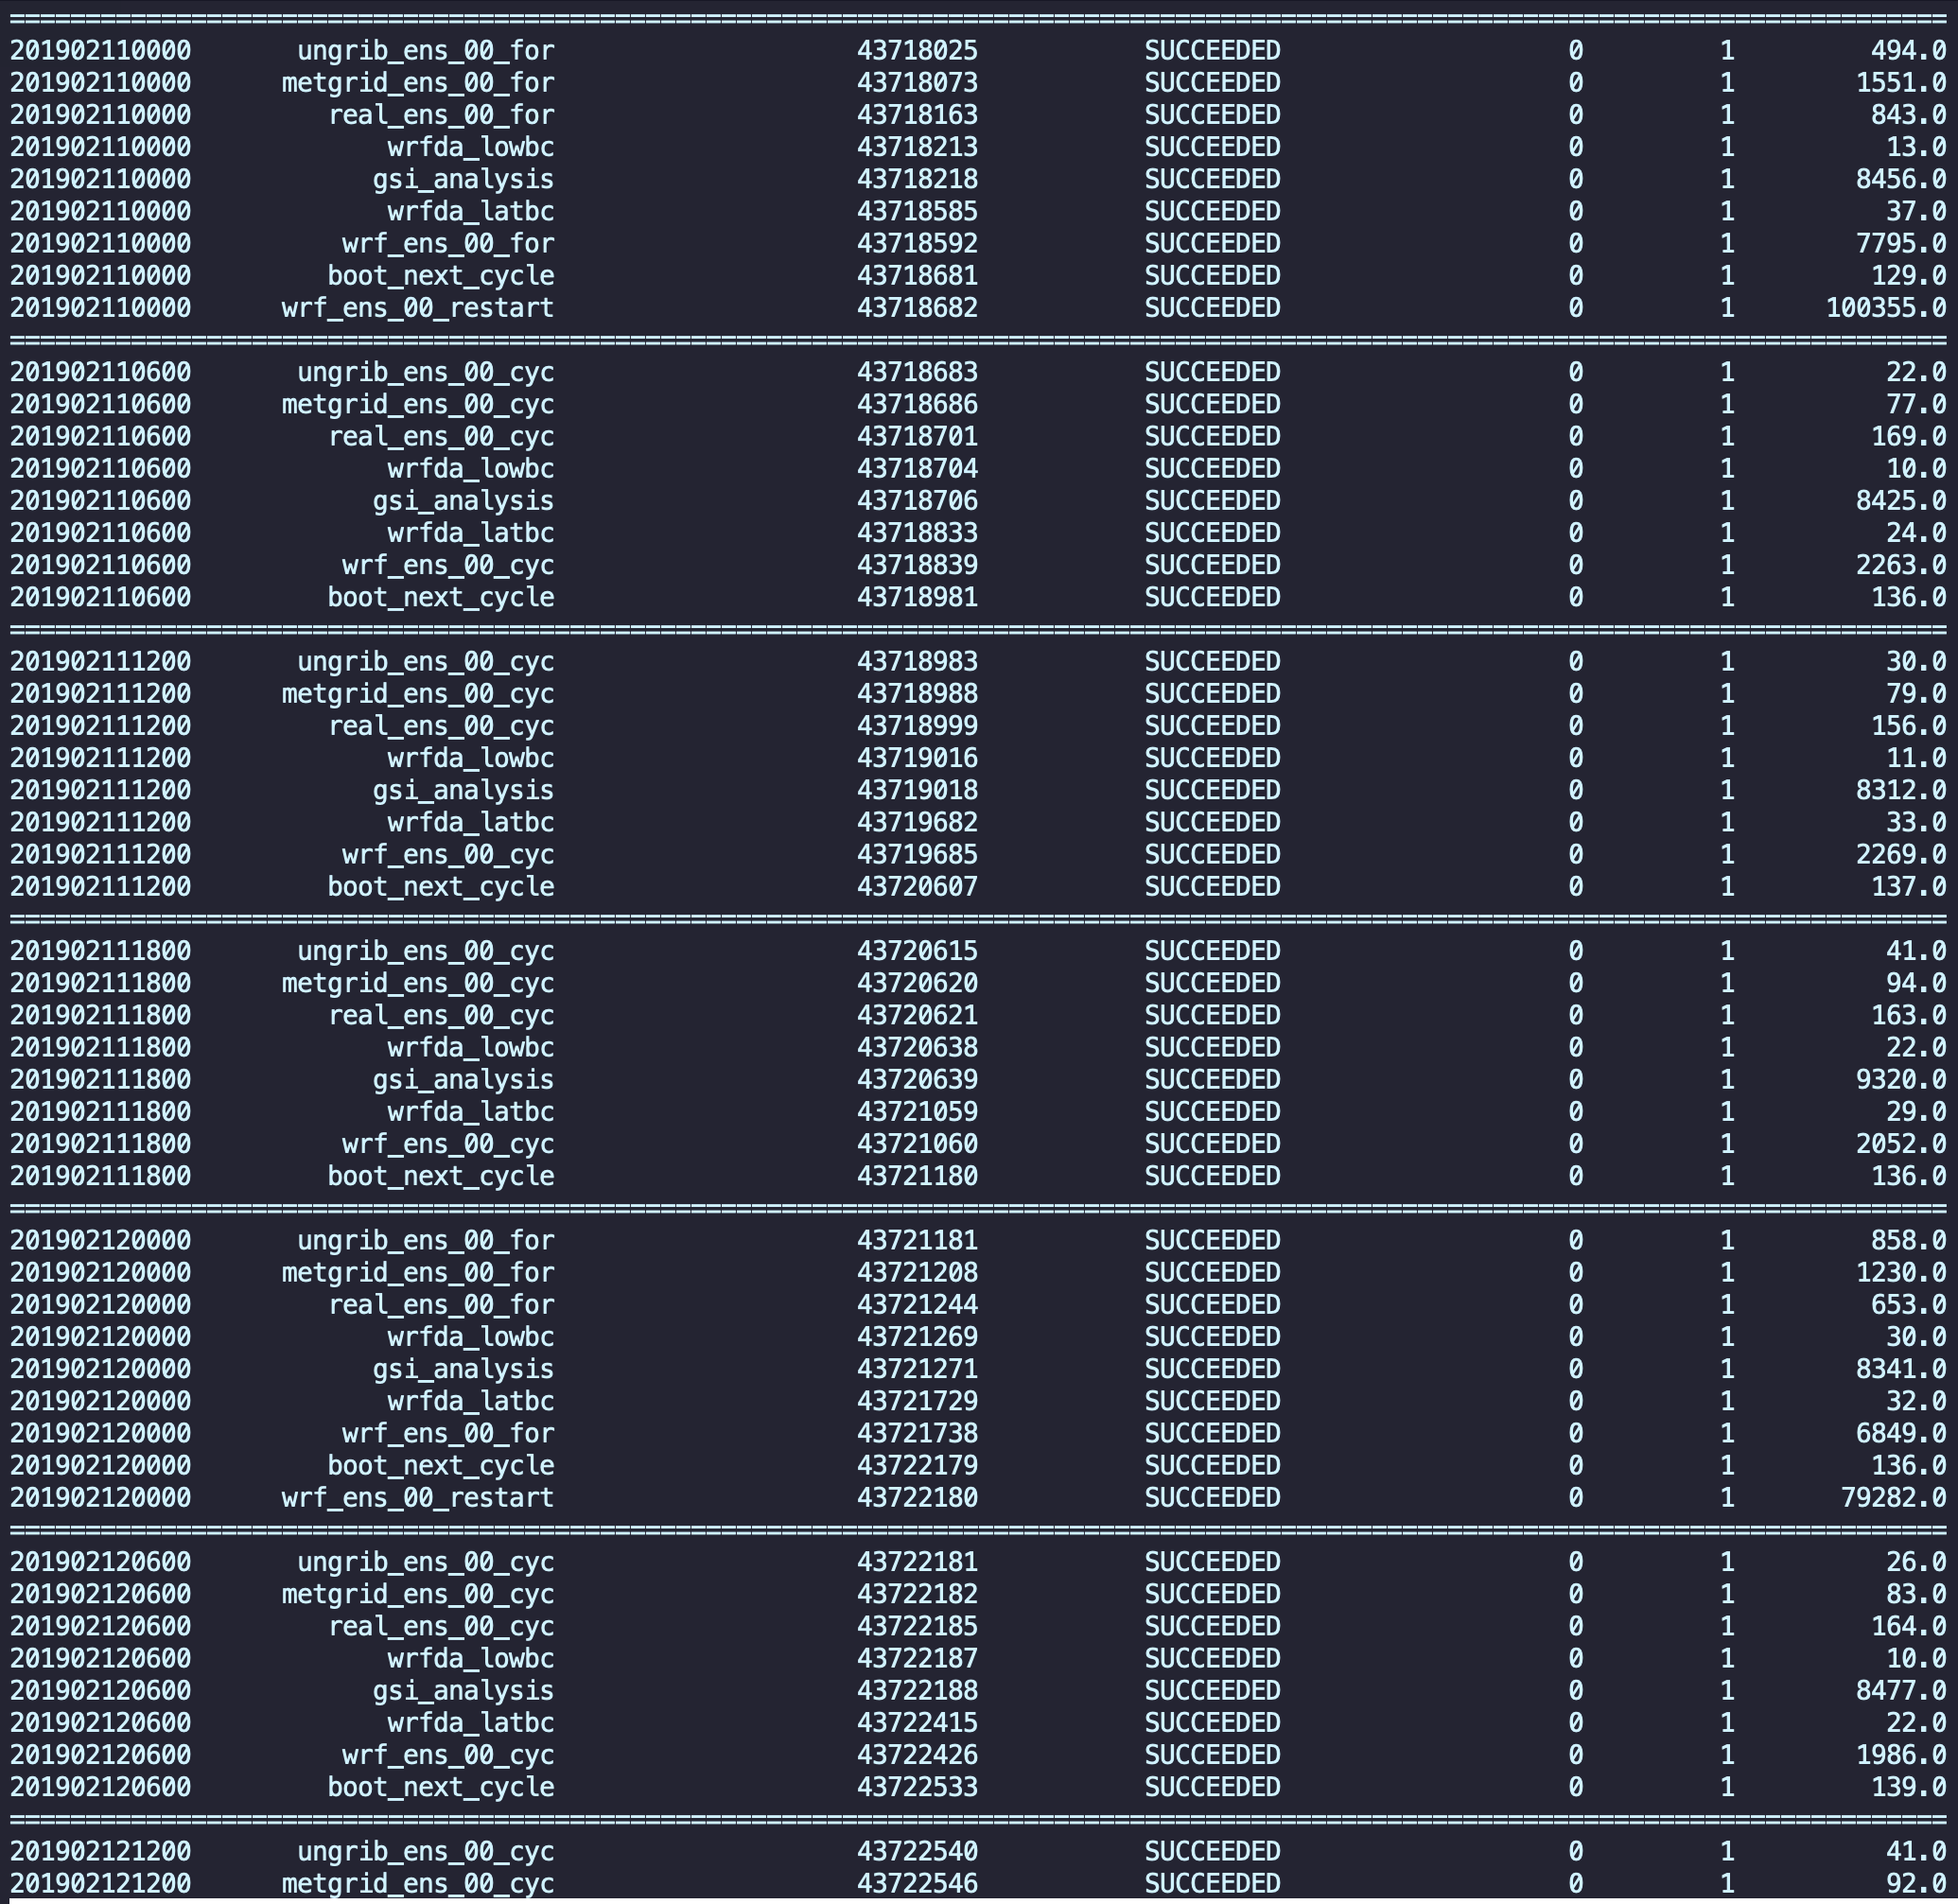 ================================================================================================================================
201902110000 ungrib_ens_00_for 43718025 SUCCEEDED 0 1 494.0
201902110000 metgrid_ens_00_for 43718073 SUCCEEDED 0 1 1551.0
201902110000 real_ens_00_for 43718163 SUCCEEDED 0 1 843.0
201902110000 wrfda_lowbc 43718213 SUCCEEDED 0 1 13.0
201902110000 gsi_analysis 43718218 SUCCEEDED 0 1 8456.0
201902110000 wrfda_latbc 43718585 SUCCEEDED 0 1 37.0
201902110000 wrf_ens_00_for 43718592 SUCCEEDED 0 1 7795.0
201902110000 boot_next_cycle 43718681 SUCCEEDED 0 1 129.0
201902110000 wrf_ens_00_restart 43718682 SUCCEEDED 0 1 100355.0
================================================================================================================================
201902110600 ungrib_ens_00_cyc 43718683 SUCCEEDED 0 1 22.0
201902110600 metgrid_ens_00_cyc 43718686 SUCCEEDED 0 1 77.0
201902110600 real_ens_00_cyc 43718701 SUCCEEDED 0 1 169.0
201902110600 wrfda_lowbc 43718704 SUCCEEDED 0 1 10.0
201902110600 gsi_analysis 43718706 SUCCEEDED 0 1 8425.0
201902110600 wrfda_latbc 43718833 SUCCEEDED 0 1 24.0
201902110600 wrf_ens_00_cyc 43718839 SUCCEEDED 0 1 2263.0
201902110600 boot_next_cycle 43718981 SUCCEEDED 0 1 136.0
================================================================================================================================
201902111200 ungrib_ens_00_cyc 43718983 SUCCEEDED 0 1 30.0
201902111200 metgrid_ens_00_cyc 43718988 SUCCEEDED 0 1 79.0
201902111200 real_ens_00_cyc 43718999 SUCCEEDED 0 1 156.0
201902111200 wrfda_lowbc 43719016 SUCCEEDED 0 1 11.0
201902111200 gsi_analysis 43719018 SUCCEEDED 0 1 8312.0
201902111200 wrfda_latbc 43719682 SUCCEEDED 0 1 33.0
201902111200 wrf_ens_00_cyc 43719685 SUCCEEDED 0 1 2269.0
201902111200 boot_next_cycle 43720607 SUCCEEDED 0 1 137.0
================================================================================================================================
201902111800 ungrib_ens_00_cyc 43720615 SUCCEEDED 0 1 41.0
201902111800 metgrid_ens_00_cyc 43720620 SUCCEEDED 0 1 94.0
201902111800 real_ens_00_cyc 43720621 SUCCEEDED 0 1 163.0
201902111800 wrfda_lowbc 43720638 SUCCEEDED 0 1 22.0
201902111800 gsi_analysis 43720639 SUCCEEDED 0 1 9320.0
201902111800 wrfda_latbc 43721059 SUCCEEDED 0 1 29.0
201902111800 wrf_ens_00_cyc 43721060 SUCCEEDED 0 1 2052.0
201902111800 boot_next_cycle 43721180 SUCCEEDED 0 1 136.0
================================================================================================================================
201902120000 ungrib_ens_00_for 43721181 SUCCEEDED 0 1 858.0
201902120000 metgrid_ens_00_for 43721208 SUCCEEDED 0 1 1230.0
201902120000 real_ens_00_for 43721244 SUCCEEDED 0 1 653.0
201902120000 wrfda_lowbc 43721269 SUCCEEDED 0 1 30.0
201902120000 gsi_analysis 43721271 SUCCEEDED 0 1 8341.0
201902120000 wrfda_latbc 43721729 SUCCEEDED 0 1 32.0
201902120000 wrf_ens_00_for 43721738 SUCCEEDED 0 1 6849.0
201902120000 boot_next_cycle 43722179 SUCCEEDED 0 1 136.0
201902120000 wrf_ens_00_restart 43722180 SUCCEEDED 0 1 79282.0
================================================================================================================================
201902120600 ungrib_ens_00_cyc 43722181 SUCCEEDED 0 1 26.0
201902120600 metgrid_ens_00_cyc 43722182 SUCCEEDED 0 1 83.0
201902120600 real_ens_00_cyc 43722185 SUCCEEDED 0 1 164.0
201902120600 wrfda_lowbc 43722187 SUCCEEDED 0 1 10.0
201902120600 gsi_analysis 43722188 SUCCEEDED 0 1 8477.0
201902120600 wrfda_latbc 43722415 SUCCEEDED 0 1 22.0
201902120600 wrf_ens_00_cyc 43722426 SUCCEEDED 0 1 1986.0
201902120600 boot_next_cycle 43722533 SUCCEEDED 0 1 139.0
================================================================================================================================
201902121200 ungrib_ens_00_cyc 43722540 SUCCEEDED 0 1 41.0
201902121200 metgrid_ens_00_cyc 43722546 SUCCEEDED 0 1 92.0